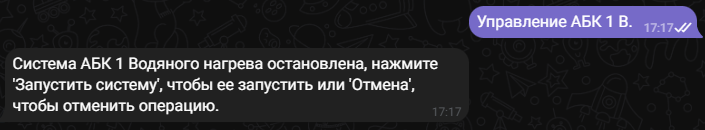 Управление АБК 1 В.
17:17
Система АБК 1 Водяного нагрева остановлена, нажмите
'Запустить систему', чтобы ее запустить или 'Отмена',
чтобы отменить операцию.
17:17